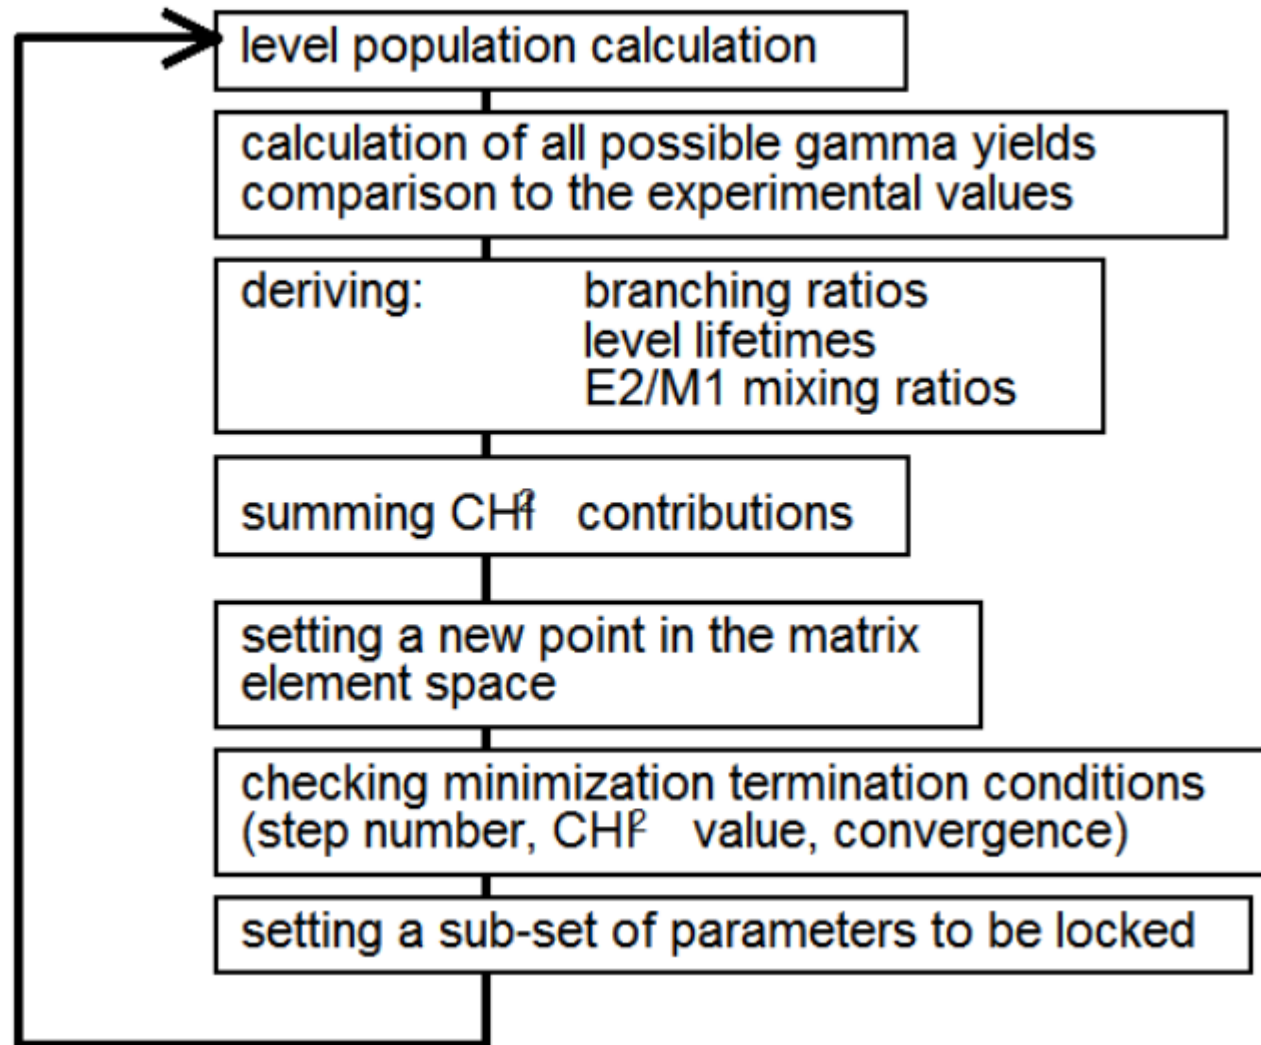 level population calculation
calculation of all possible gamma yields
comparison to the experimental values
deriving: branching ratios
level lifetimes
E2/M1 mixing ratios
summing CHI² contributions
setting a new point in the matrix
element space
checking minimization termination conditions
(step number, CHI² value, convergence)
setting a sub-set of parameters to be locked